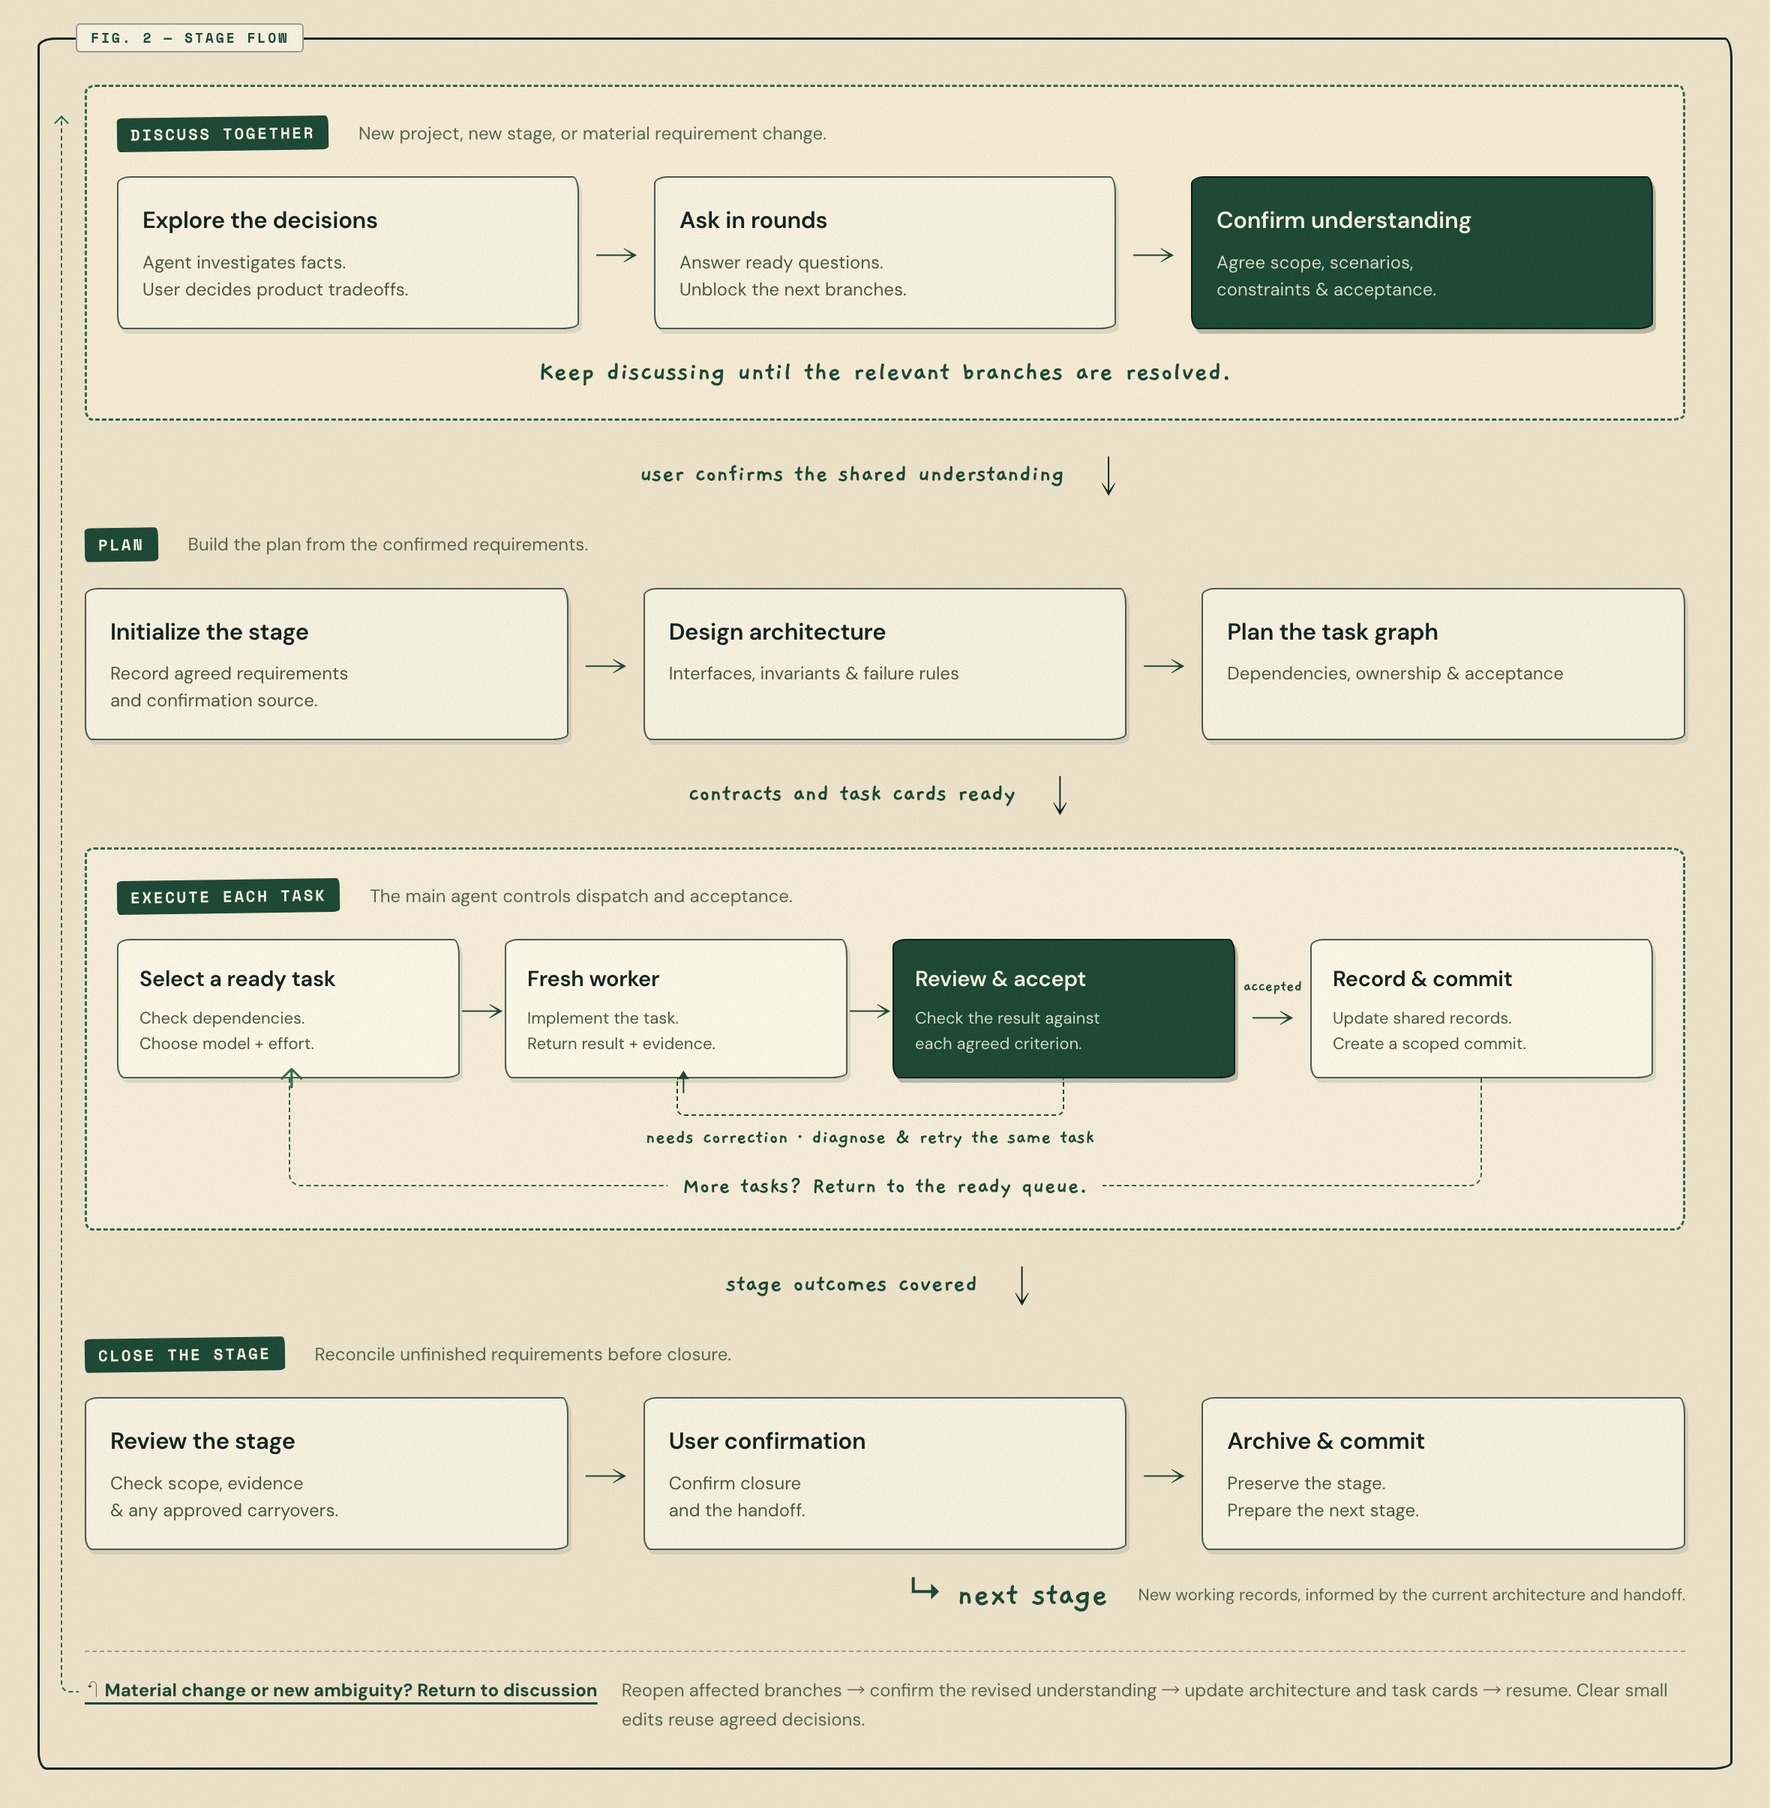 FIG. 2 — STAGE FLOW
DISCUSS TOGETHER
New project, new stage, or material requirement change.
Explore the decisions
Agent investigates facts.
User decides product tradeoffs.
Ask in rounds
Answer ready questions.
Unblock the next branches.
Confirm understanding
Agree scope, scenarios,
constraints & acceptance.
Keep discussing until the relevant branches are resolved.
user confirms the shared understanding
PLAN
Build the plan from the confirmed requirements.
Initialize the stage
Record agreed requirements
and confirmation source.
Design architecture
Interfaces, invariants & failure rules
Plan the task graph
Dependencies, ownership & acceptance
contracts and task cards ready
EXECUTE EACH TASK
The main agent controls dispatch and acceptance.
Select a ready task
Check dependencies.
Choose model + effort.
Fresh worker
Implement the task.
Return result + evidence.
Review & accept
Check the result against
each agreed criterion.
accepted
Record & commit
Update shared records.
Create a scoped commit.
needs correction · diagnose & retry the same task
More tasks? Return to the ready queue.
stage outcomes covered
CLOSE THE STAGE
Reconcile unfinished requirements before closure.
Review the stage
Check scope, evidence
& any approved carryovers.
User confirmation
Confirm closure
and the handoff.
Archive & commit
Preserve the stage.
Prepare the next stage.
next stage
New working records, informed by the current architecture and handoff.
Material change or new ambiguity? Return to discussion
Reopen affected branches → confirm the revised understanding → update architecture and task cards → resume. Clear small
edits reuse agreed decisions.